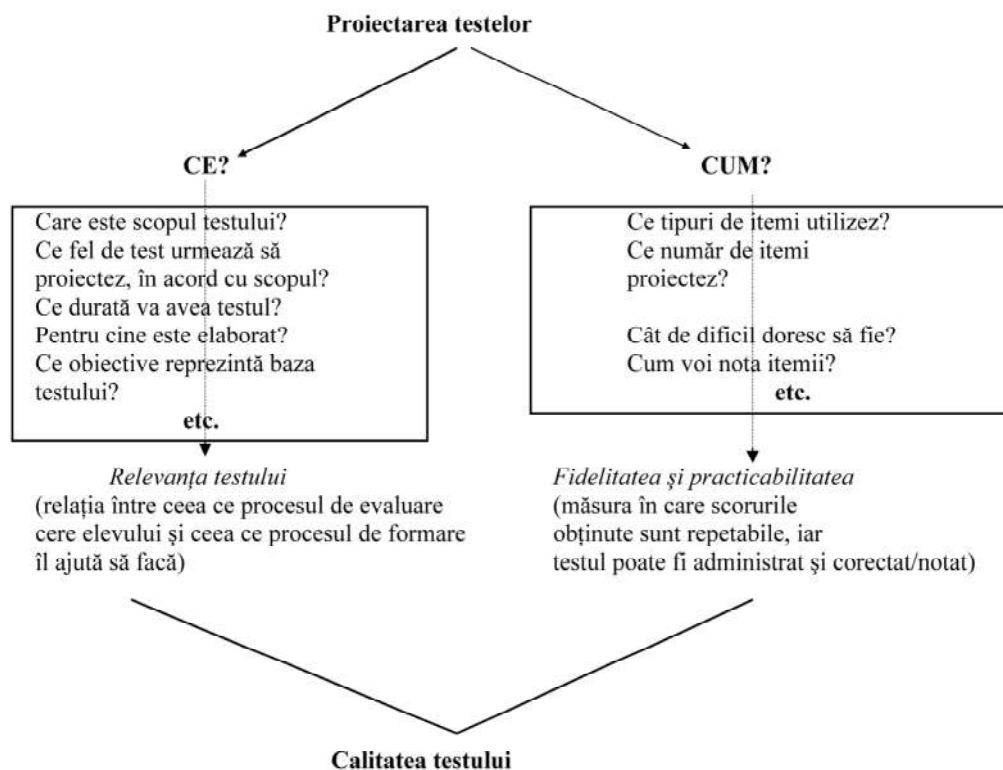 Proiectarea testelor
CE?
Care este scopul testului?
Ce fel de test urmează să
proiectez, în acord cu scopul?
Ce durată va avea testul?
Pentru cine este elaborat?
Ce obiective reprezintă baza
testului?
etc.
Relevanța testului
(relația între ceea ce procesul de evaluare
cere elevului şi ceea ce procesul de formare
îl ajută să facă)
CUM?
Ce tipuri de itemi utilizez?
Ce număr de itemi
proiectez?
Cât de dificil doresc să fie?
Cum voi nota itemii?
etc.
Fidelitatea şi practicabilitatea
(măsura în care scorurile
obținute sunt repetabile, iar
testul poate fi administrat şi corectat/notat)
Calitatea testului